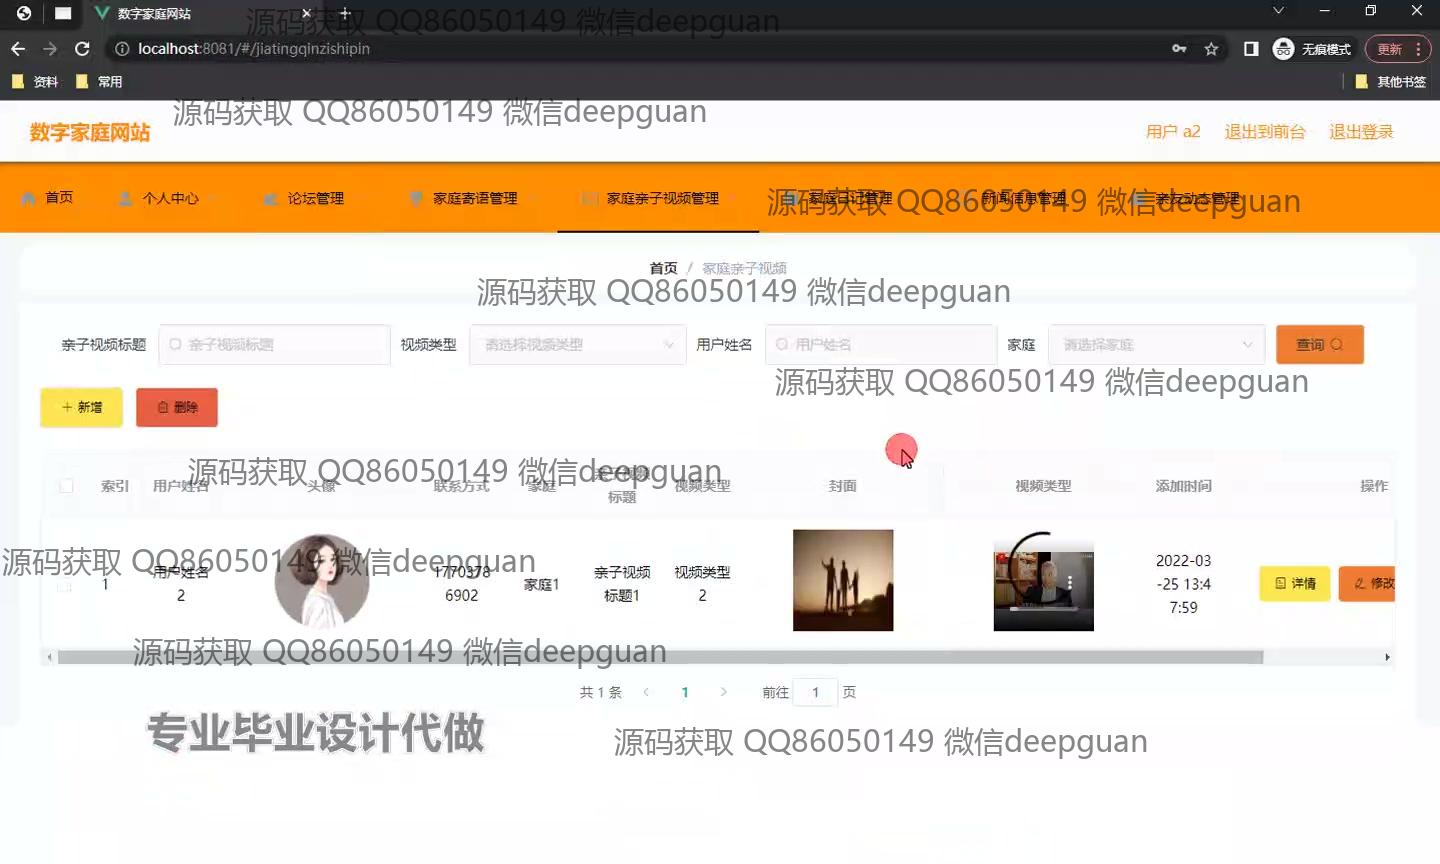 数字家庭网站
源码获取 QQ86050149 微信deepguan
localhost:8081/#/jiatingqinzishipin
无痕模式
更新
资料
常用
其他书签
源码获取 QQ86050149 微信deepguan
数字家庭网站
用户 a2
退出到前台
退出登录
首页
个人中心
论坛管理
家庭寄语管理
家庭亲子视频管理
家庭日记管理
新闻信息管理
亲友动态管理
源码获取 QQ86050149 微信deepguan
首页 / 家庭亲子视频
源码获取 QQ86050149 微信deepguan
亲子视频标题
亲子视频标题
视频类型
请选择视频类型
用户姓名
用户姓名
家庭
请选择家庭
查询
源码获取 QQ86050149 微信deepguan
新增
删除
源码获取 QQ86050149 微信deepguan
索引
用户姓名
头像
联系方式
家庭
亲子视频
标题
视频类型
封面
视频类型
添加时间
操作
源码获取 QQ86050149 微信deepguan
1
用户姓名
2
1770378
6902
家庭1
亲子视频
标题1
视频类型
2
2022-03
-25 13:4
7:59
详情
修改
源码获取 QQ86050149 微信deepguan
共 1 条
1
前往 1 页
专业毕业设计代做
源码获取 QQ86050149 微信deepguan